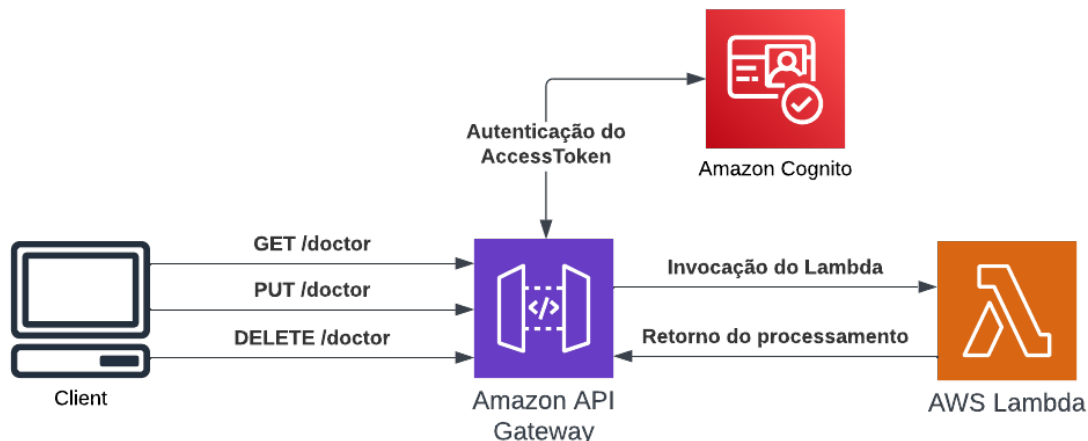 Autenticação do
AccessToken
Amazon Cognito
GET /doctor
PUT /doctor
DELETE /doctor
Client
</>
Amazon API
Gateway
Invocação do Lambda
Retorno do processamento
AWS Lambda